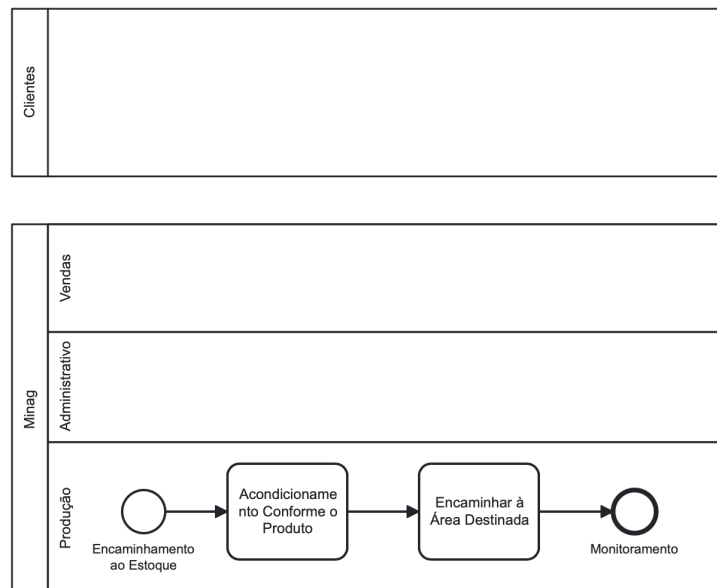 Clientes
Minag
Vendas
Administrativo
Produção
Encaminhamento
ao Estoque
Acondicioname
nto Conforme o
Produto
Encaminhar à
Área Destinada
Monitoramento